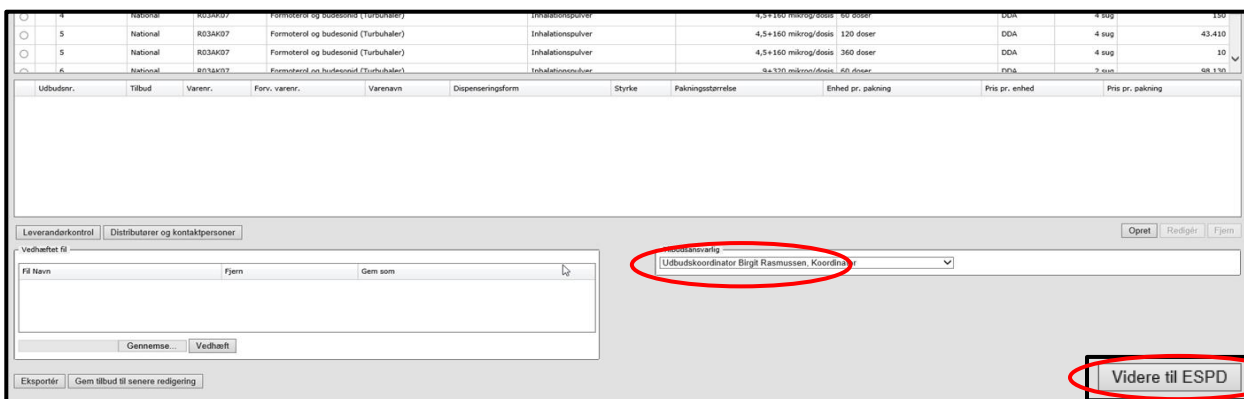 4 National R03AK07 Formoterol og budesonid (Turbuhaler) Inhalationspulver 4,5+160 mikrog/dosis 60 doser DDA 4 sug 150
5 National R03AK07 Formoterol og budesonid (Turbuhaler) Inhalationspulver 4,5+160 mikrog/dosis 120 doser DDA 4 sug 43.410
5 National R03AK07 Formoterol og budesonid (Turbuhaler) Inhalationspulver 4,5+160 mikrog/dosis 360 doser DDA 4 sug 10
6 National R03AK07 Formoterol og budesonid (Turbuhaler) Inhalationspulver 9+320 mikrog/dosis 60 doser DDA 2 sug 98.130
Udbudsnr. Tilbud Varenr. Forv. varenr. Varenavn Dispenseringsform Styrke Pakningsstørrelse Enhed pr. pakning Pris pr. enhed Pris pr. pakning
Leverandørkontrol Distributører og kontaktpersoner Opret Redigér Fjern
Vedhæftet fil Tilbudsansvarlig
Udbudskoordinator Birgit Rasmussen, Koordinator
Fil Navn Fjern Gem som
Gennemse... Vedhæft
Eksportér Gem tilbud til senere redigering Videre til ESPD